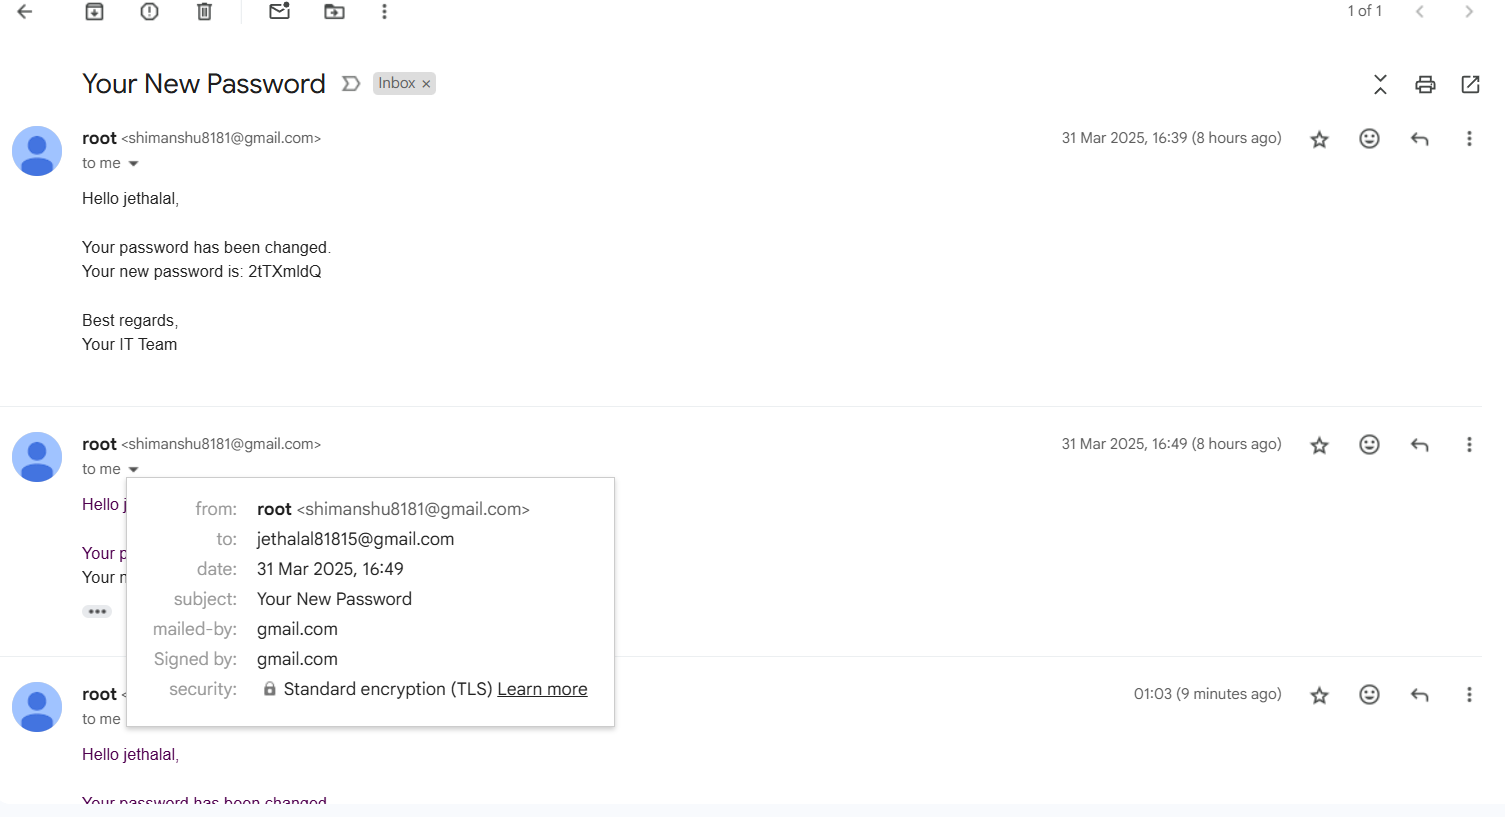 1 of 1
Your New Password Inbox ×
root <shimanshu8181@gmail.com> 31 Mar 2025, 16:39 (8 hours ago)
to me
Hello jethalal,
Your password has been changed.
Your new password is: 2tTXmldQ
Best regards,
Your IT Team
root <shimanshu8181@gmail.com> 31 Mar 2025, 16:49 (8 hours ago)
to me
Hello j
Your p
Your n
from: root <shimanshu8181@gmail.com>
to: jethalal81815@gmail.com
date: 31 Mar 2025, 16:49
subject: Your New Password
mailed-by: gmail.com
Signed by: gmail.com
security: Standard encryption (TLS) Learn more
root < 01:03 (9 minutes ago)
to me
Hello jethalal,
Your password has been changed.